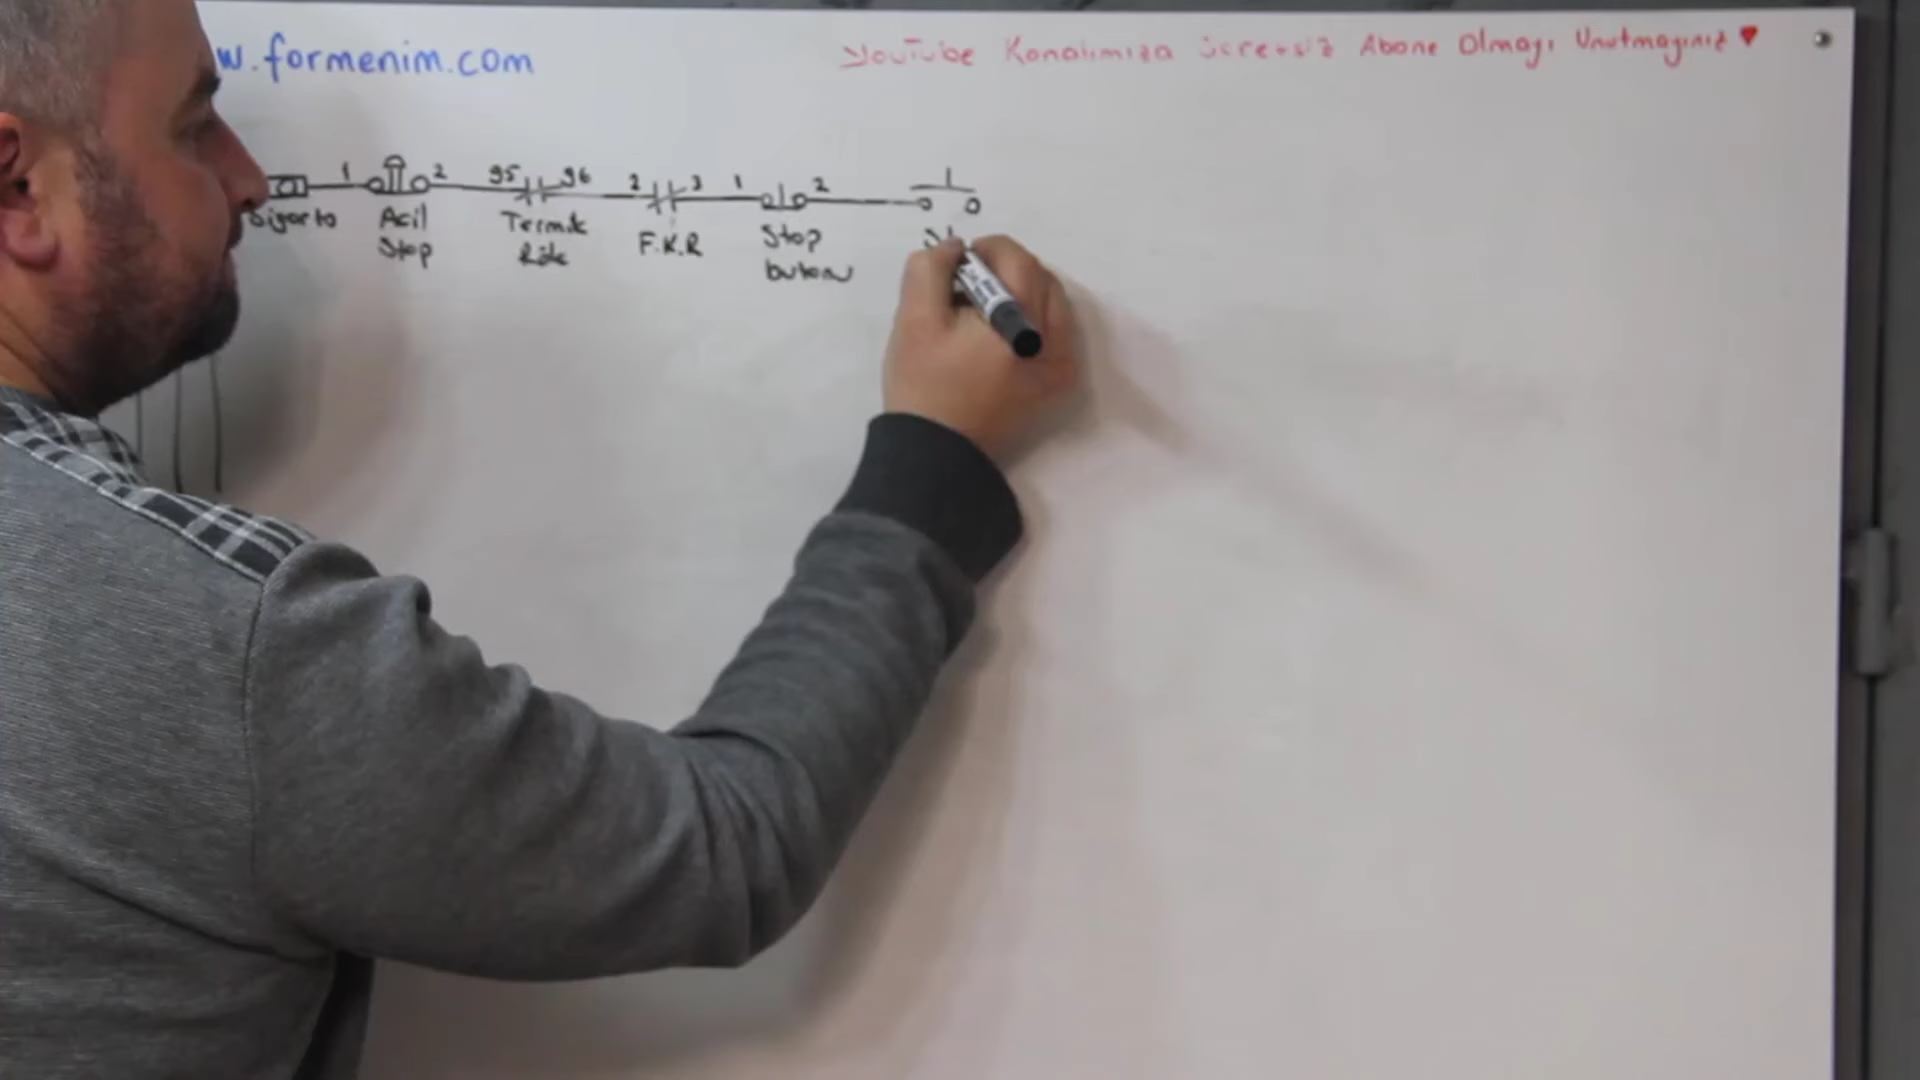 w.formenim.com
YouTube Kanalımıza ücretsiz Abone Olmayı Unutmayınız ♥
1 2 95 96 2 3 1 2
Sigorta Acil Termik F.K.R Stop St
Stop Röle buton